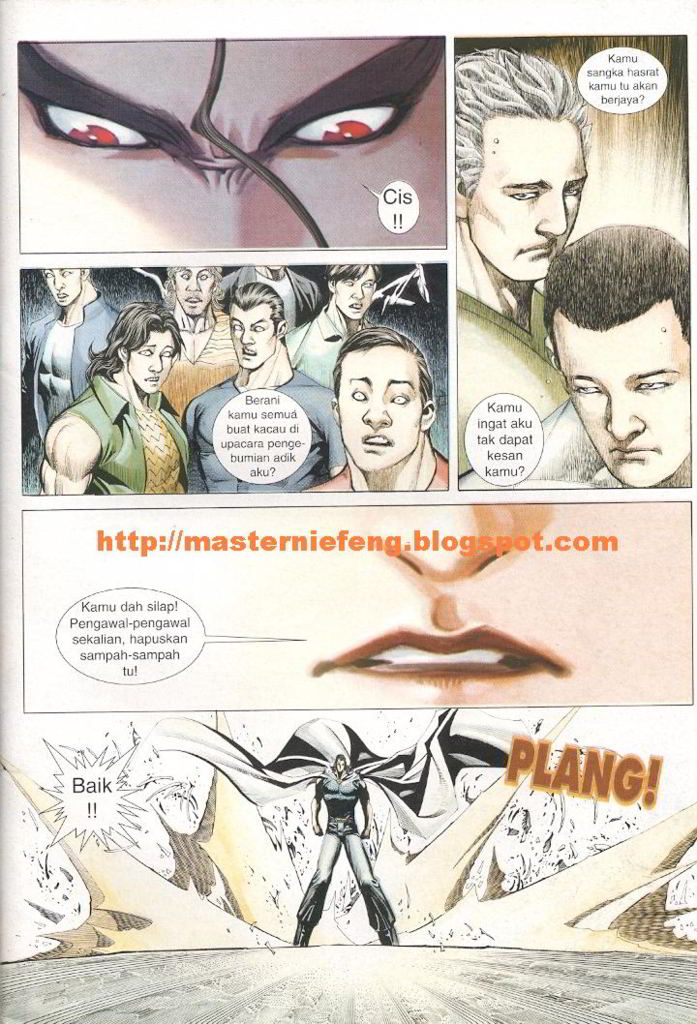 Cis
!!
Kamu
sangka hasrat
kamu tu akan
berjaya?
Berani
kamu semua
buat kacau di
upacara penge-
bumian adik
aku?
Kamu
ingat aku
tak dapat
kesan
kamu?
http://masterniefeng.blogspot.com
Kamu dah silap!
Pengawal-pengawal
sekalian, hapuskan
sampah-sampah
tu!
Baik
!!
PLANG!